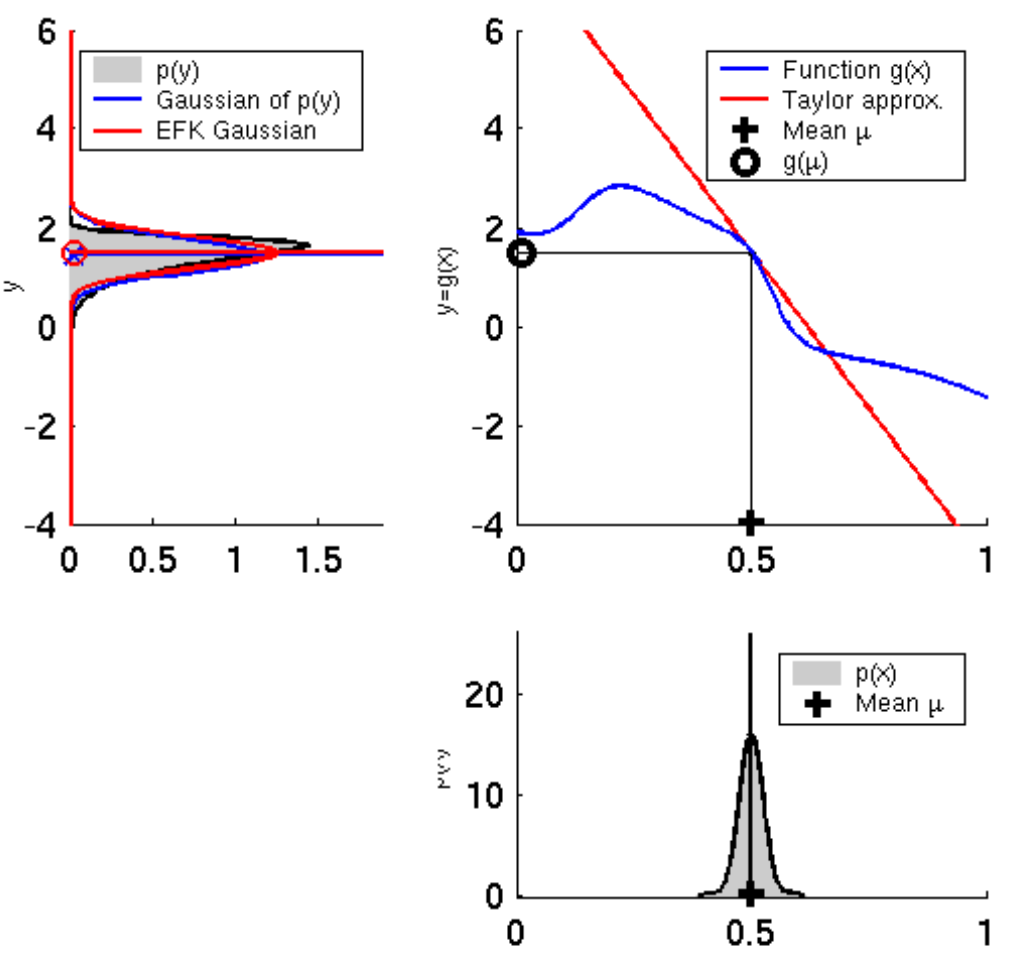 6
4
2
0
-2
-4
0 0.5 1 1.5
y
p(y)
Gaussian of p(y)
EFK Gaussian
6
4
2
0
-2
-4
0 0.5 1
y=g(x)
Function g(x)
Taylor approx.
Mean μ
g(μ)
20
10
0
0 0.5 1
p(x)
Mean μ